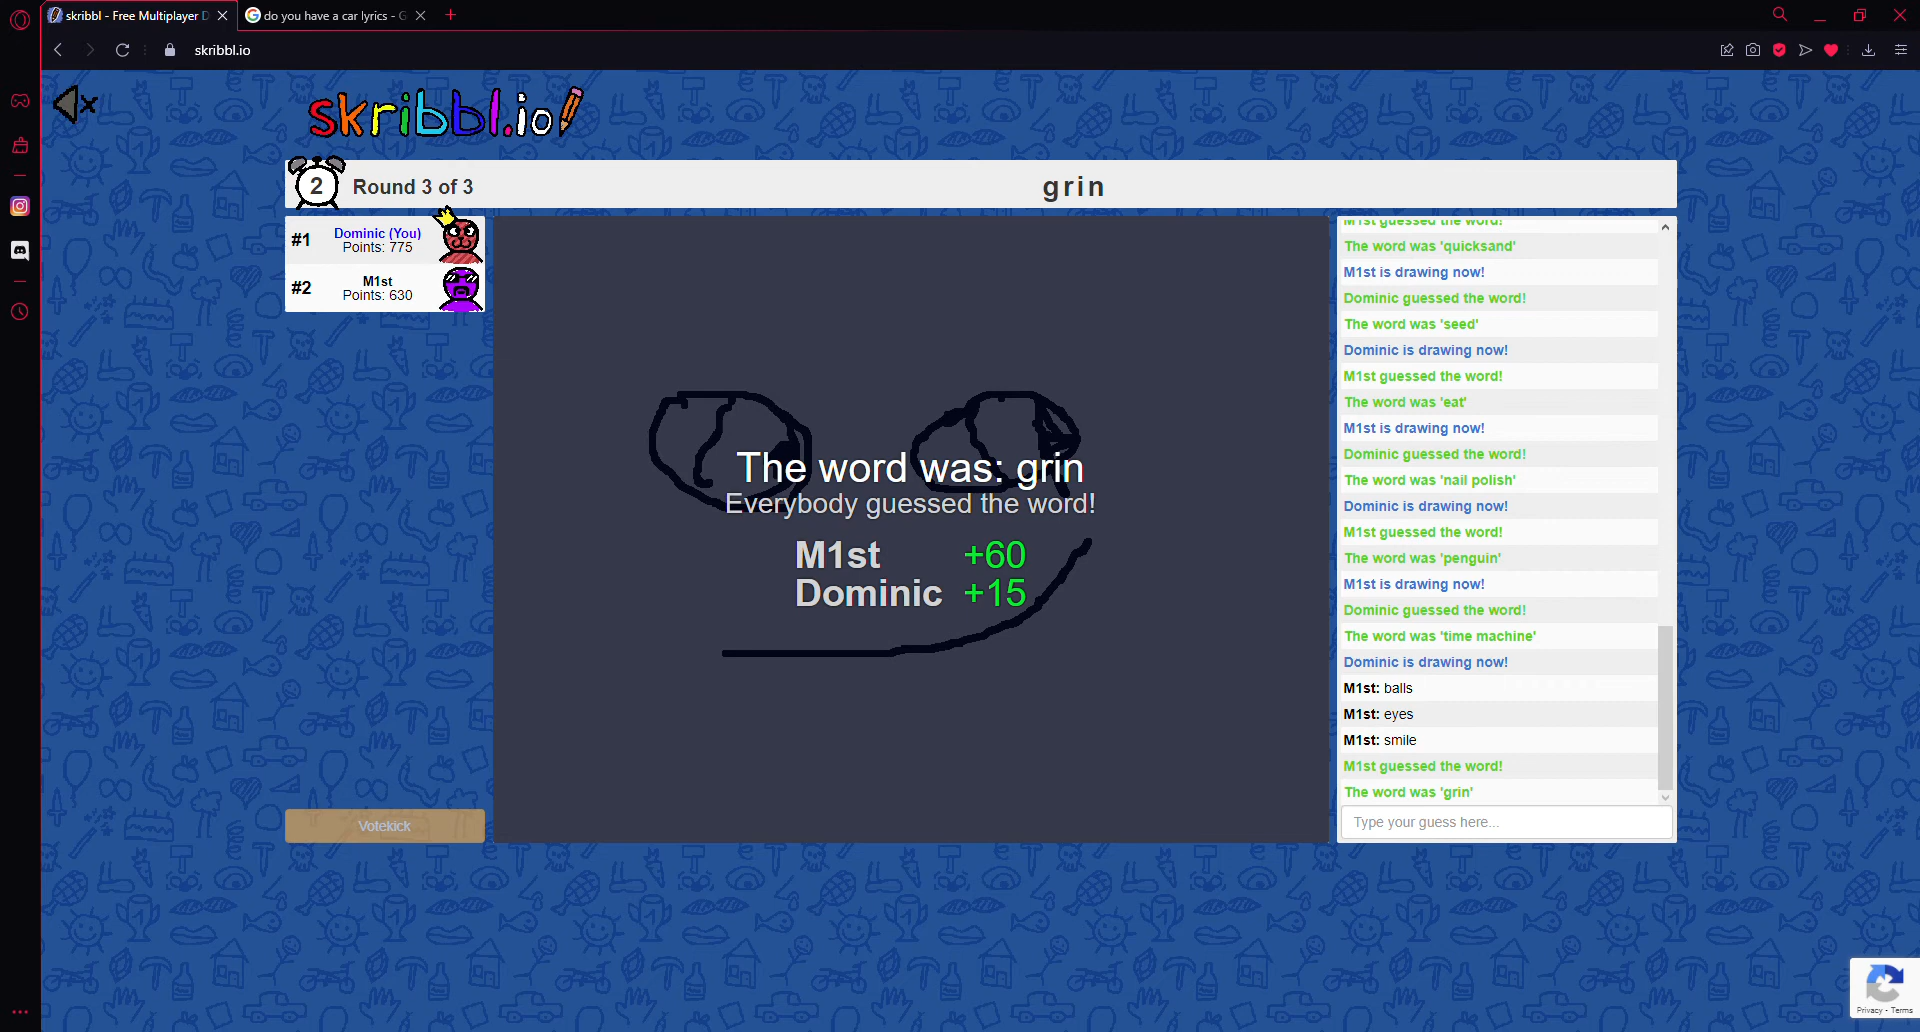 skribbl - Free Multiplayer D
do you have a car lyrics - G
skribbl.io
skribbl.io
2
Round 3 of 3
grin
#1
Dominic (You)
Points: 775
#2
M1st
Points: 630
Votekick
The word was: grin
Everybody guessed the word!
M1st +60
Dominic +15
M1st guessed the word!
The word was 'quicksand'
M1st is drawing now!
Dominic guessed the word!
The word was 'seed'
Dominic is drawing now!
M1st guessed the word!
The word was 'eat'
M1st is drawing now!
Dominic guessed the word!
The word was 'nail polish'
Dominic is drawing now!
M1st guessed the word!
The word was 'penguin'
M1st is drawing now!
Dominic guessed the word!
The word was 'time machine'
Dominic is drawing now!
M1st: balls
M1st: eyes
M1st: smile
M1st guessed the word!
The word was 'grin'
Type your guess here...
Privacy - Terms